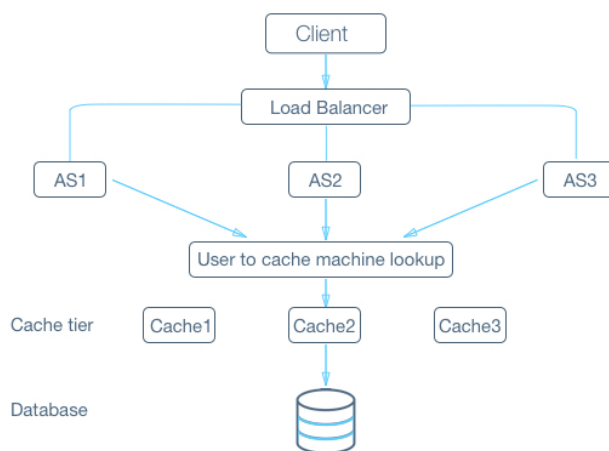 Client
Load Balancer
AS1
AS2
AS3
User to cache machine lookup
Cache tier
Cache1
Cache2
Cache3
Database